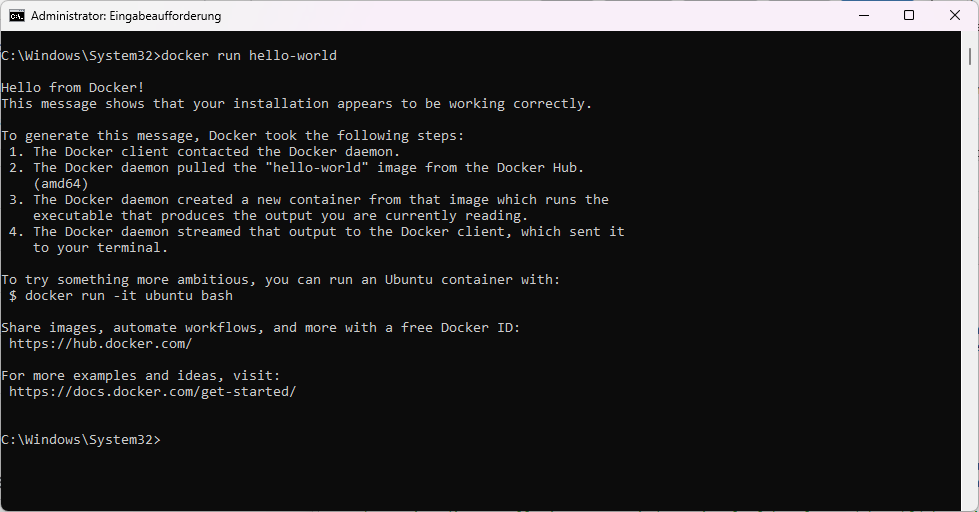 Administrator: Eingabeaufforderung
C:\Windows\System32>docker run hello-world
Hello from Docker!
This message shows that your installation appears to be working correctly.
To generate this message, Docker took the following steps:
1. The Docker client contacted the Docker daemon.
2. The Docker daemon pulled the "hello-world" image from the Docker Hub.
(amd64)
3. The Docker daemon created a new container from that image which runs the
executable that produces the output you are currently reading.
4. The Docker daemon streamed that output to the Docker client, which sent it
to your terminal.
To try something more ambitious, you can run an Ubuntu container with:
$ docker run -it ubuntu bash
Share images, automate workflows, and more with a free Docker ID:
https://hub.docker.com/
For more examples and ideas, visit:
https://docs.docker.com/get-started/
C:\Windows\System32>